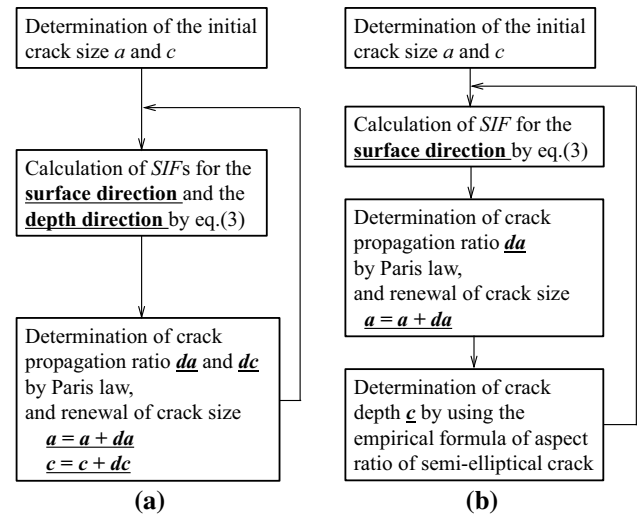 Determination of the initial
crack size a and c
Calculation of SIFs for the
surface direction and the
depth direction by eq.(3)
Determination of crack
propagation ratio da and dc
by Paris law,
and renewal of crack size
a = a + da
c = c + dc
(a)
Determination of the initial
crack size a and c
Calculation of SIF for the
surface direction by eq.(3)
Determination of crack
propagation ratio da
by Paris law,
and renewal of crack size
a = a + da
Determination of crack
depth c by using the
empirical formula of aspect
ratio of semi-elliptical crack
(b)